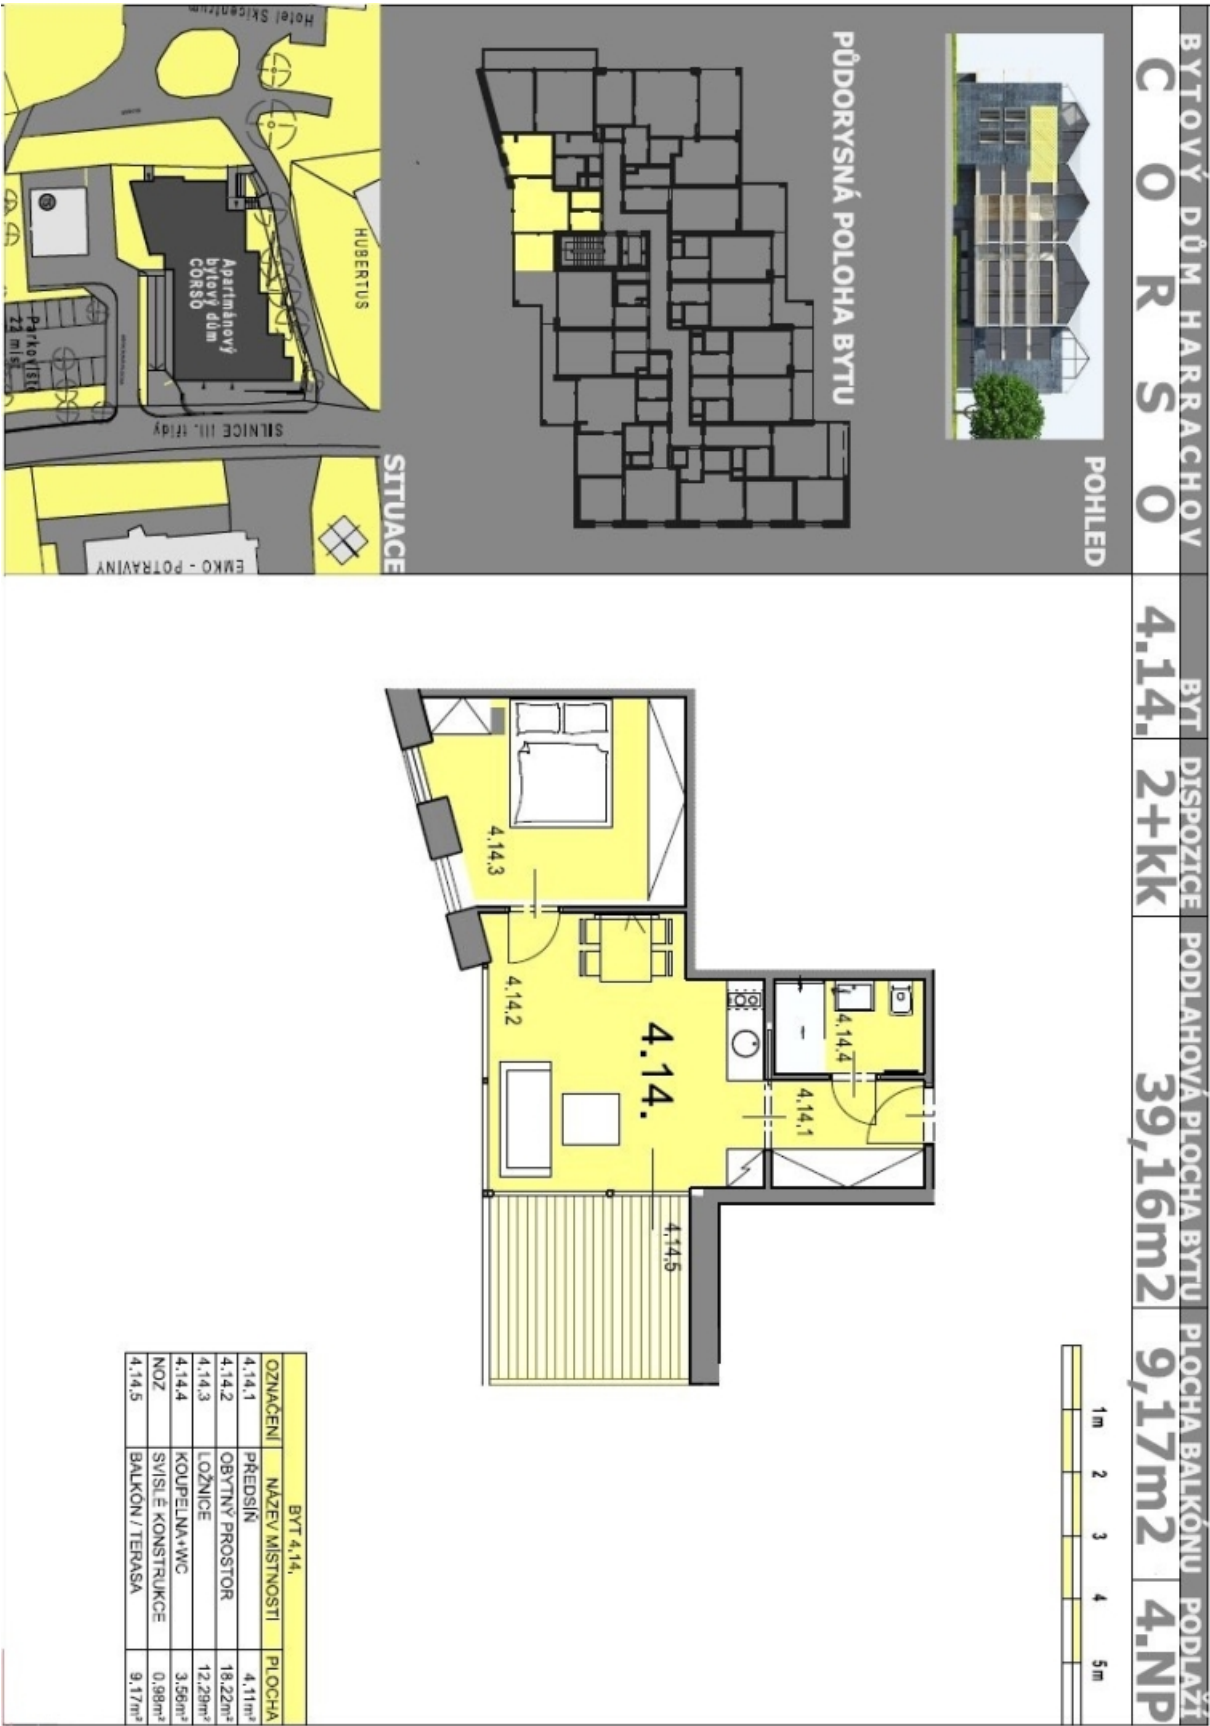 BYTOVÝ DŮM HARRACHOV
CORSO
BYT
4.14.
DISPOZICE
2+kk
PODLAHOVÁ PLOCHA BYTU
39,16m2
PLOCHA BALKÓNU
9,17m2
PODLAŽÍ
4.NP
POHLED
PŮDORYSNÁ POLOHA BYTU
SITUACE
Hotel Skicentrum
HUBERTUS
Apartmánový
bytový dům
CORSO
Parkoviště
22 míst
SILNICE III. třídy
EMKO - POTRAVINY
4.14.3
4.14.2
4.14.
4.14.4
4.14.1
4.14.5
1m 2 3 4 5m
BYT 4.14.
OZNAČENÍ NÁZEV MÍSTNOSTI PLOCHA
4.14.1 PŘEDSÍŇ 4,11m²
4.14.2 OBYTNÝ PROSTOR 18,22m²
4.14.3 LOŽNICE 12,29m²
4.14.4 KOUPELNA+WC 3,56m²
NOZ SVISLÉ KONSTRUKCE 0,98m²
4.14.5 BALKÓN / TERASA 9,17m²